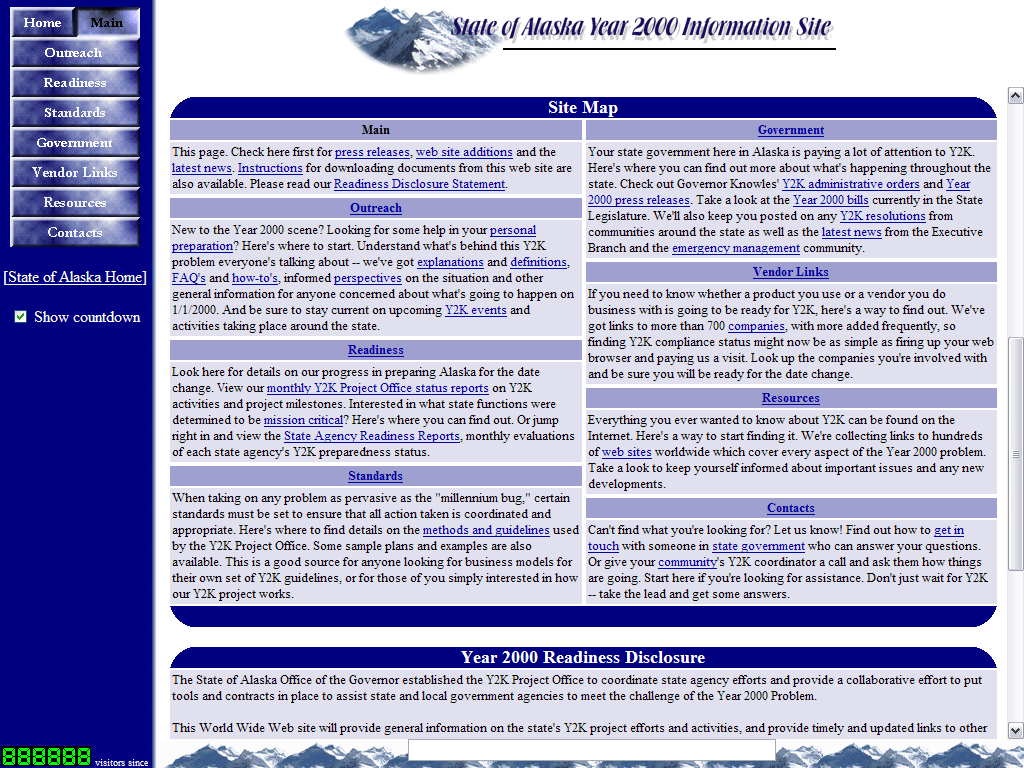 Home Main
Outreach
Readiness
Standards
Government
Vendor Links
Resources
Contacts
[State of Alaska Home]
Show countdown
888888 visitors since
State of Alaska Year 2000 Information Site
Site Map
Main
This page. Check here first for press releases, web site additions and the
latest news. Instructions for downloading documents from this web site are
also available. Please read our Readiness Disclosure Statement.
Outreach
New to the Year 2000 scene? Looking for some help in your personal
preparation? Here's where to start. Understand what's behind this Y2K
problem everyone's talking about -- we've got explanations and definitions,
FAQ's and how-to's, informed perspectives on the situation and other
general information for anyone concerned about what's going to happen on
1/1/2000. And be sure to stay current on upcoming Y2K events and
activities taking place around the state.
Readiness
Look here for details on our progress in preparing Alaska for the date
change. View our monthly Y2K Project Office status reports on Y2K
activities and project milestones. Interested in what state functions were
determined to be mission critical? Here's where you can find out. Or jump
right in and view the State Agency Readiness Reports, monthly evaluations
of each state agency's Y2K preparedness status.
Standards
When taking on any problem as pervasive as the "millennium bug," certain
standards must be set to ensure that all action taken is coordinated and
appropriate. Here's where to find details on the methods and guidelines used
by the Y2K Project Office. Some sample plans and examples are also
available. This is a good source for anyone looking for business models for
their own set of Y2K guidelines, or for those of you simply interested in how
our Y2K project works.
Government
Your state government here in Alaska is paying a lot of attention to Y2K.
Here's where you can find out more about what's happening throughout the
state. Check out Governor Knowles' Y2K administrative orders and Year
2000 press releases. Take a look at the Year 2000 bills currently in the State
Legislature. We'll also keep you posted on any Y2K resolutions from
communities around the state as well as the latest news from the Executive
Branch and the emergency management community.
Vendor Links
If you need to know whether a product you use or a vendor you do
business with is going to be ready for Y2K, here's a way to find out. We've
got links to more than 700 companies, with more added frequently, so
finding Y2K compliance status might now be as simple as firing up your web
browser and paying us a visit. Look up the companies you're involved with
and be sure you will be ready for the date change.
Resources
Everything you ever wanted to know about Y2K can be found on the
Internet. Here's a way to start finding it. We're collecting links to hundreds
of web sites worldwide which cover every aspect of the Year 2000 problem.
Take a look to keep yourself informed about important issues and any new
developments.
Contacts
Can't find what you're looking for? Let us know! Find out how to get in
touch with someone in state government who can answer your questions.
Or give your community's Y2K coordinator a call and ask them how things
are going. Start here if you're looking for assistance. Don't just wait for Y2K
-- take the lead and get some answers.
Year 2000 Readiness Disclosure
The State of Alaska Office of the Governor established the Y2K Project Office to coordinate state agency efforts and provide a collaborative effort to put
tools and contracts in place to assist state and local government agencies to meet the challenge of the Year 2000 Problem.
This World Wide Web site will provide general information on the state's Y2K project efforts and activities, and provide timely and updated links to other